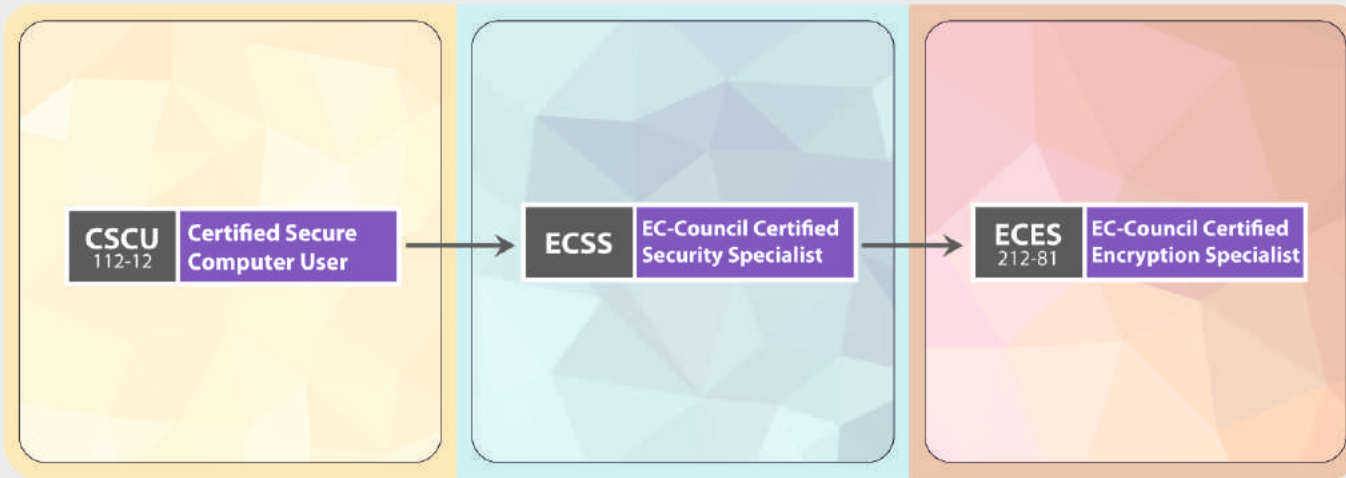 CSCU
112-12
Certified Secure
Computer User
ECSS
EC-Council Certified
Security Specialist
ECES
212-81
EC-Council Certified
Encryption Specialist